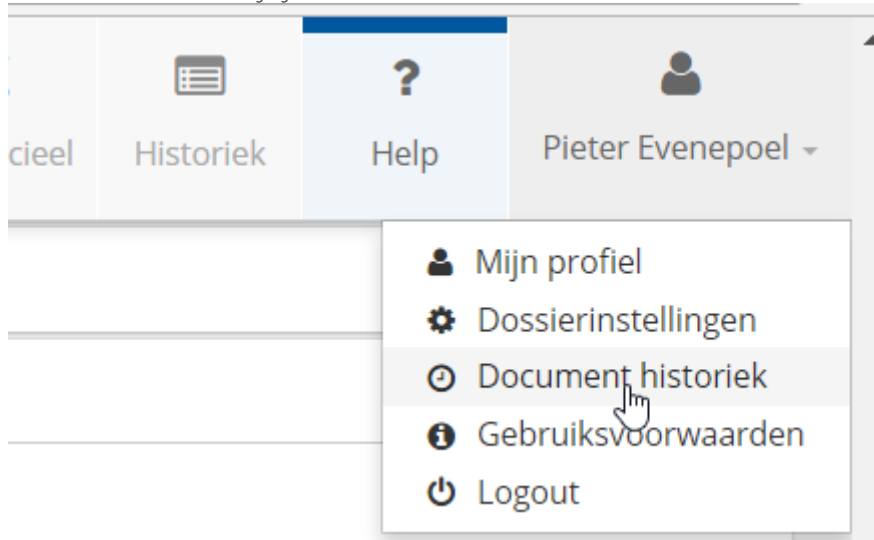 cieel
Historiek
Help
Pieter Evenepoel
Mijn profiel
Dossierinstellingen
Document historiek
Gebruiksvoorwaarden
Logout